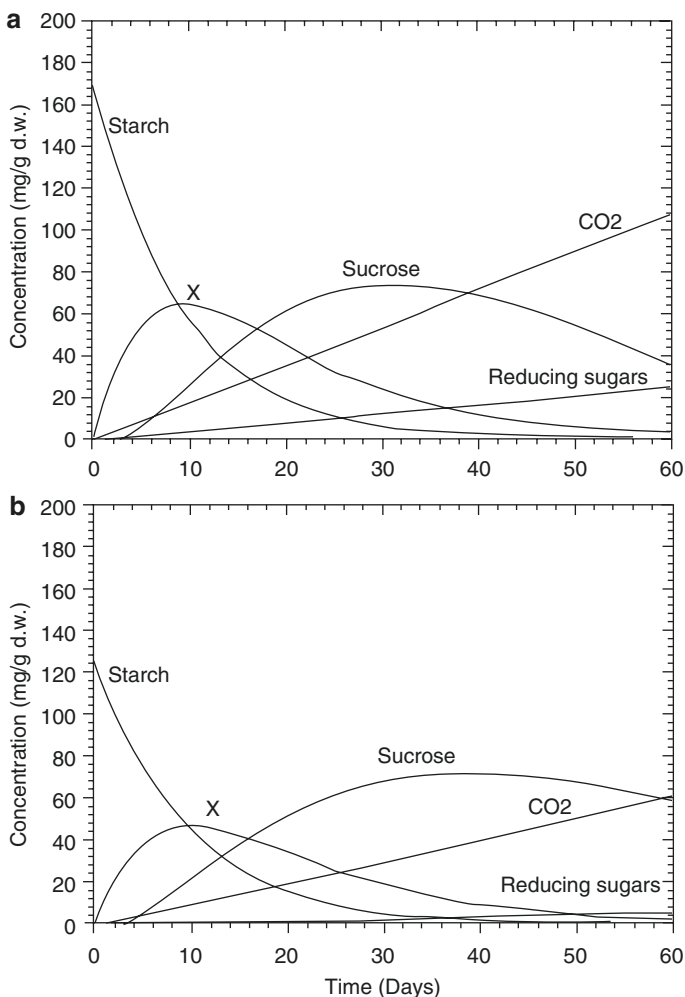 a
Concentration (mg/g d.w.)
200
180
160
140
120
100
80
60
40
20
0
Starch
X
Sucrose
CO2
Reducing sugars
0 10 20 30 40 50 60
b
Concentration (mg/g d.w.)
200
180
160
140
120
100
80
60
40
20
0
Starch
X
Sucrose
CO2
Reducing sugars
0 10 20 30 40 50 60
Time (Days)